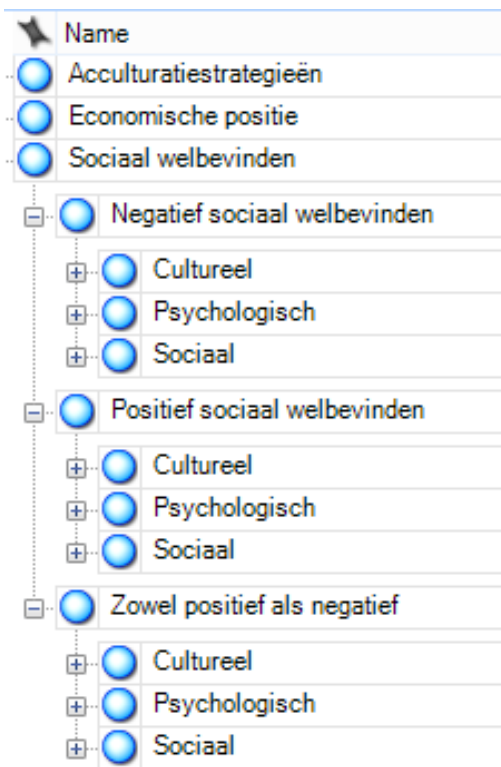 Name
Acculturatiestrategieën
Economische positie
Sociaal welbevinden
Negatief sociaal welbevinden
Cultureel
Psychologisch
Sociaal
Positief sociaal welbevinden
Cultureel
Psychologisch
Sociaal
Zowel positief als negatief
Cultureel
Psychologisch
Sociaal